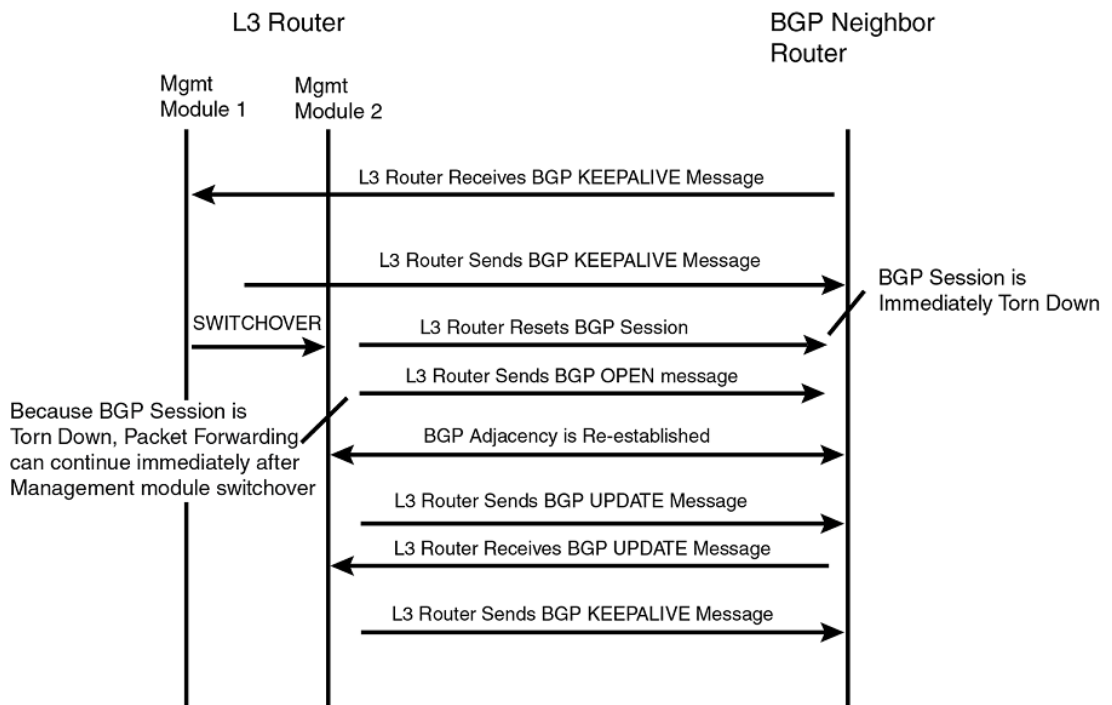 L3 Router
BGP Neighbor
Router
Mgmt
Module 1
Mgmt
Module 2
L3 Router Receives BGP KEEPALIVE Message
L3 Router Sends BGP KEEPALIVE Message
BGP Session is
Immediately Torn Down
SWITCHOVER
L3 Router Resets BGP Session
L3 Router Sends BGP OPEN message
Because BGP Session is
Torn Down, Packet Forwarding
can continue immediately after
Management module switchover
BGP Adjacency is Re-established
L3 Router Sends BGP UPDATE Message
L3 Router Receives BGP UPDATE Message
L3 Router Sends BGP KEEPALIVE Message